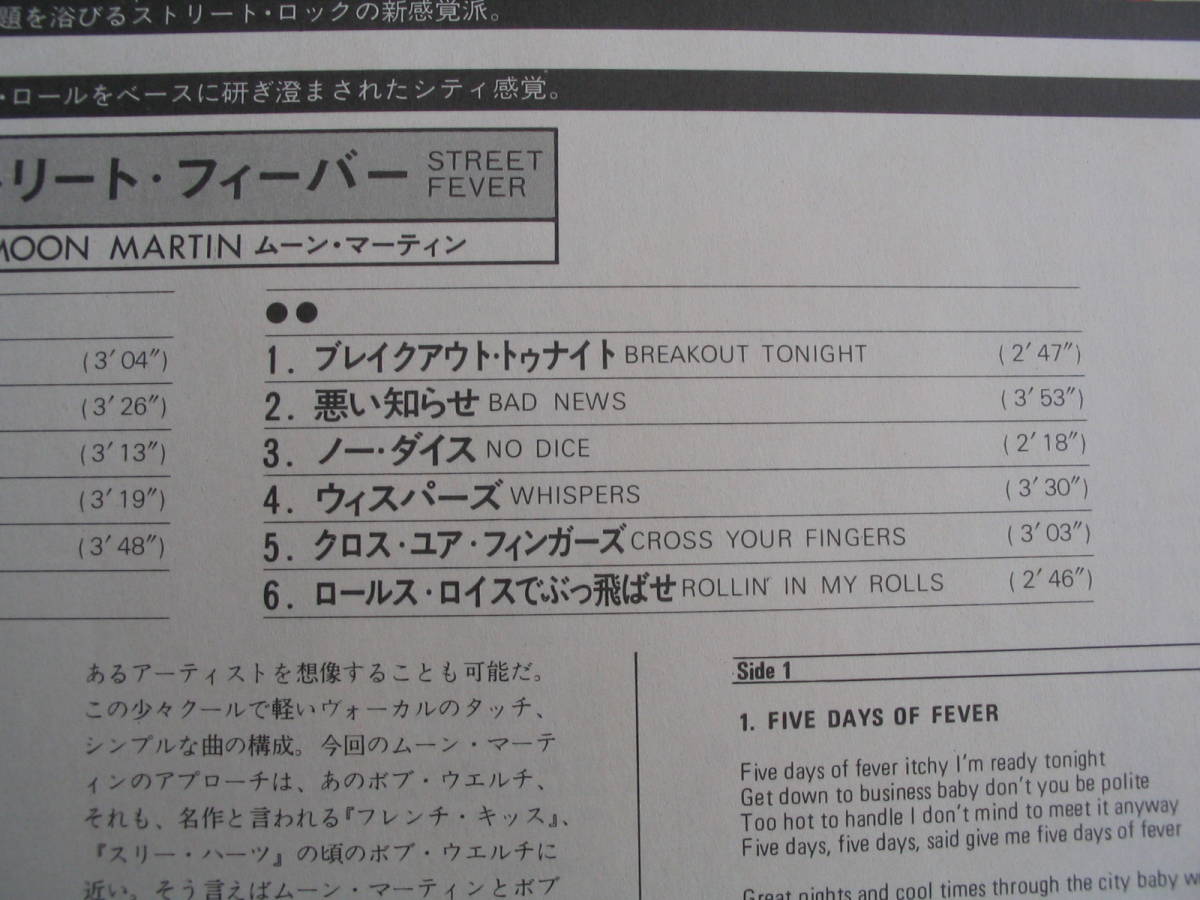 題を浴びるストリート・ロックの新感覚派。
・ロールをベースに研ぎ澄まされたシティ感覚。
リート・フィーバー STREET FEVER
MOON MARTIN ムーン・マーティン
(3′04″)
(3′26″)
(3′13″)
(3′19″)
(3′48″)
●●
1. ブレイクアウト・トゥナイト BREAKOUT TONIGHT (2′47″)
2. 悪い知らせ BAD NEWS (3′53″)
3. ノー・ダイス NO DICE (2′18″)
4. ウィスパーズ WHISPERS (3′30″)
5. クロス・ユア・フィンガーズ CROSS YOUR FINGERS (3′03″)
6. ロールス・ロイスでぶっ飛ばせ ROLLIN' IN MY ROLLS (2′46″)
あるアーティストを想像することも可能だ。
この少々クールで軽いヴォーカルのタッチ、
シンプルな曲の構成。今回のムーン・マーテ
ィンのアプローチは、あのボブ・ウエルチ、
それも、名作と言われる『フレンチ・キッス』、
『スリー・ハーツ』の頃のボブ・ウエルチに
近い。そう言えばムーン・マーティンとボブ
Side 1
1. FIVE DAYS OF FEVER
Five days of fever itchy I'm ready tonight
Get down to business baby don't you be polite
Too hot to handle I don't mind to meet it anyway
Five days, five days, said give me five days of fever
Great nights and cool times through the city baby